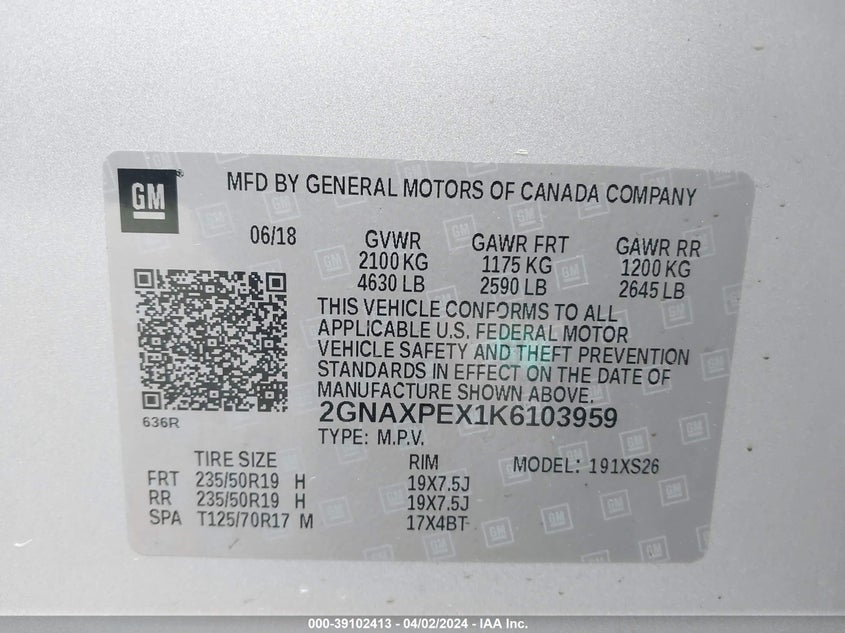 GM
MFD BY GENERAL MOTORS OF CANADA COMPANY
06/18
GVWR GAWR FRT GAWR RR
2100 KG 1175 KG 1200 KG
4630 LB 2590 LB 2645 LB
THIS VEHICLE CONFORMS TO ALL
APPLICABLE U.S. FEDERAL MOTOR
VEHICLE SAFETY AND THEFT PREVENTION
STANDARDS IN EFFECT ON THE DATE OF
MANUFACTURE SHOWN ABOVE.
2GNAXPEX1K6103959
636R
TYPE: M.P.V.
TIRE SIZE RIM MODEL: 191XS26
FRT 235/50R19 H 19X7.5J
RR 235/50R19 H 19X7.5J
SPA T125/70R17 M 17X4BT
000-39102413 - 04/02/2024 - IAA Inc.